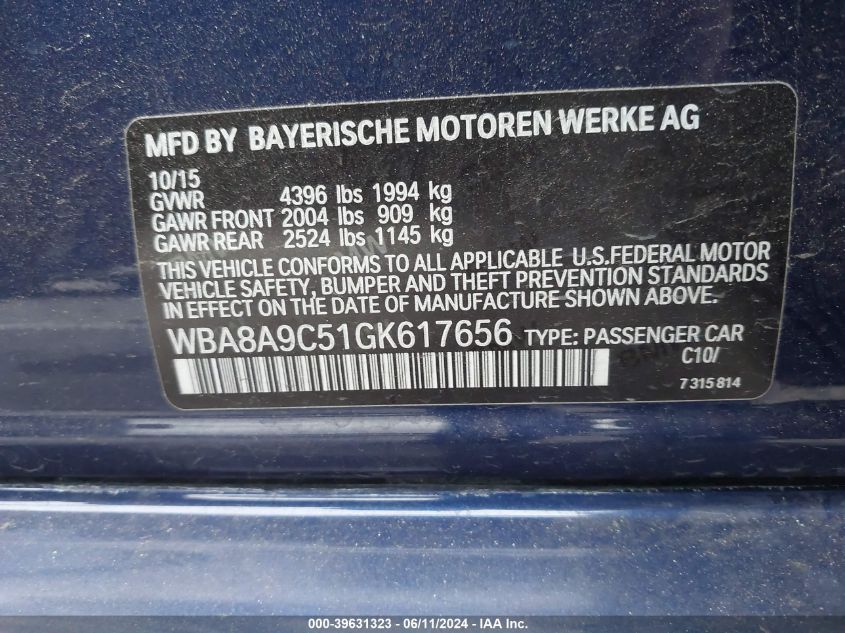 MFD BY BAYERISCHE MOTOREN WERKE AG
10/15
GVWR 4396 lbs 1994 kg
GAWR FRONT 2004 lbs 909 kg
GAWR REAR 2524 lbs 1145 kg
THIS VEHICLE CONFORMS TO ALL APPLICABLE U.S.FEDERAL MOTOR
VEHICLE SAFETY, BUMPER AND THEFT PREVENTION STANDARDS
IN EFFECT ON THE DATE OF MANUFACTURE SHOWN ABOVE.
WBA8A9C51GK617656 TYPE: PASSENGER CAR
C10/
7 315 814
000-39631323 - 06/11/2024 - IAA Inc.